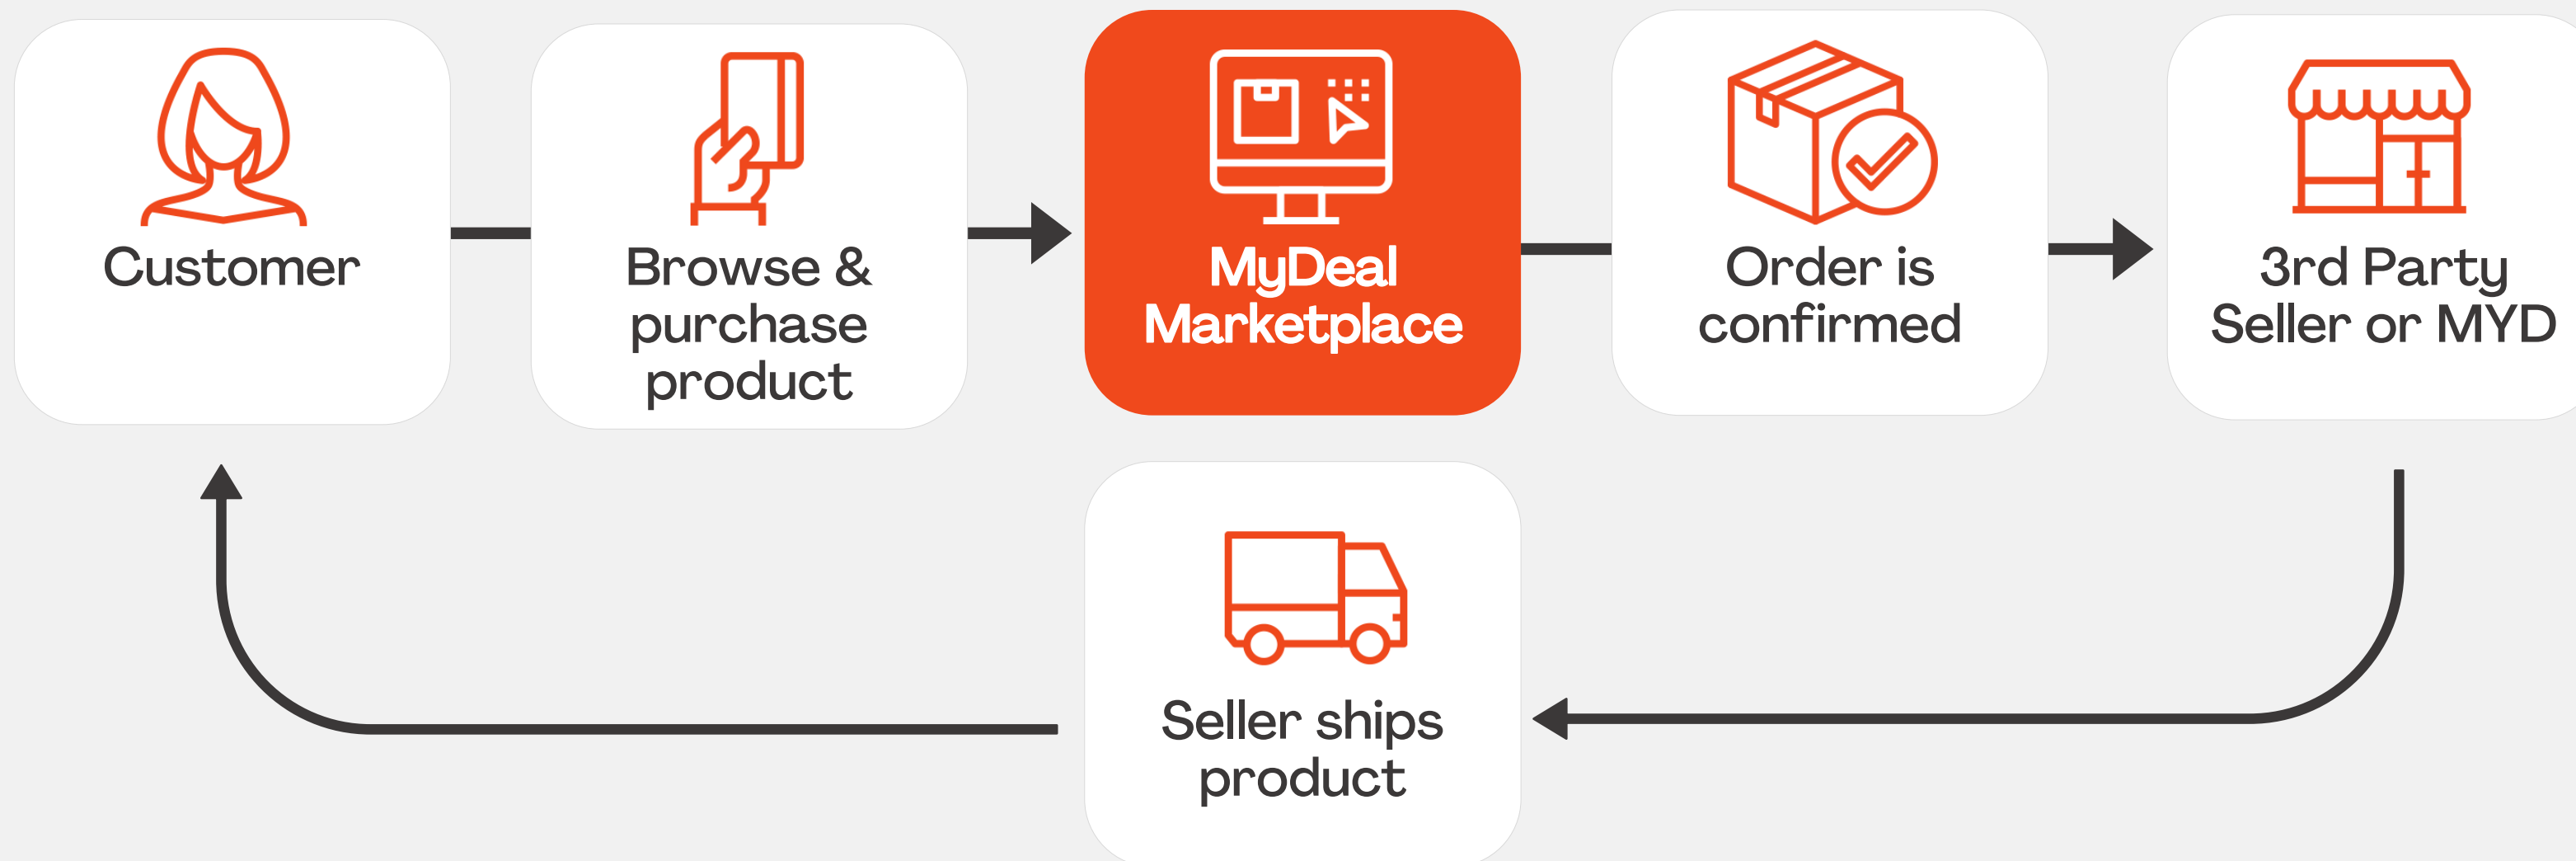 Customer
Browse &
purchase
product
MyDeal
Marketplace
Order is
confirmed
3rd Party
Seller or MYD
Seller ships
product